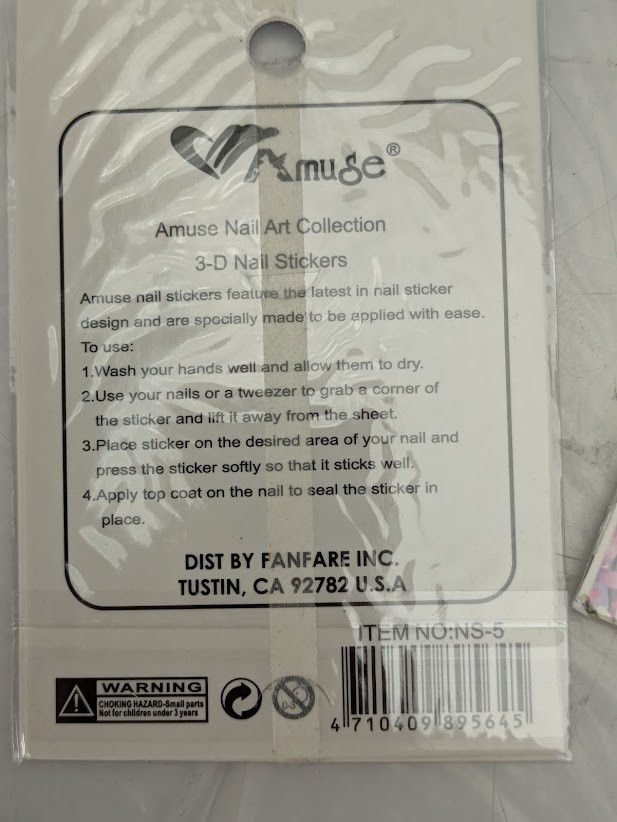 Amuse®
Amuse Nail Art Collection
3-D Nail Stickers
Amuse nail stickers feature the latest in nail sticker
design and are specially made to be applied with ease.
To use:
1.Wash your hands well and allow them to dry.
2.Use your nails or a tweezer to grab a corner of
the sticker and lift it away from the sheet.
3.Place sticker on the desired area of your nail and
press the sticker softly so that it sticks well.
4.Apply top coat on the nail to seal the sticker in
place.
DIST BY FANFARE INC.
TUSTIN, CA 92782 U.S.A
ITEM NO:NS-5
WARNING
CHOKING HAZARD-Small parts
Not for children under 3 years
0-3
4 710409 895645